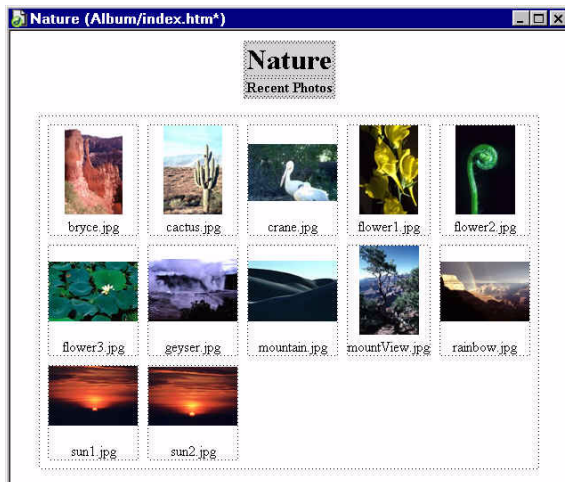 Nature (Album/index.htm*)
Nature
Recent Photos
bryce.jpg cactus.jpg crane.jpg flower1.jpg flower2.jpg
flower3.jpg geyser.jpg mountain.jpg mountView.jpg rainbow.jpg
sun1.jpg sun2.jpg